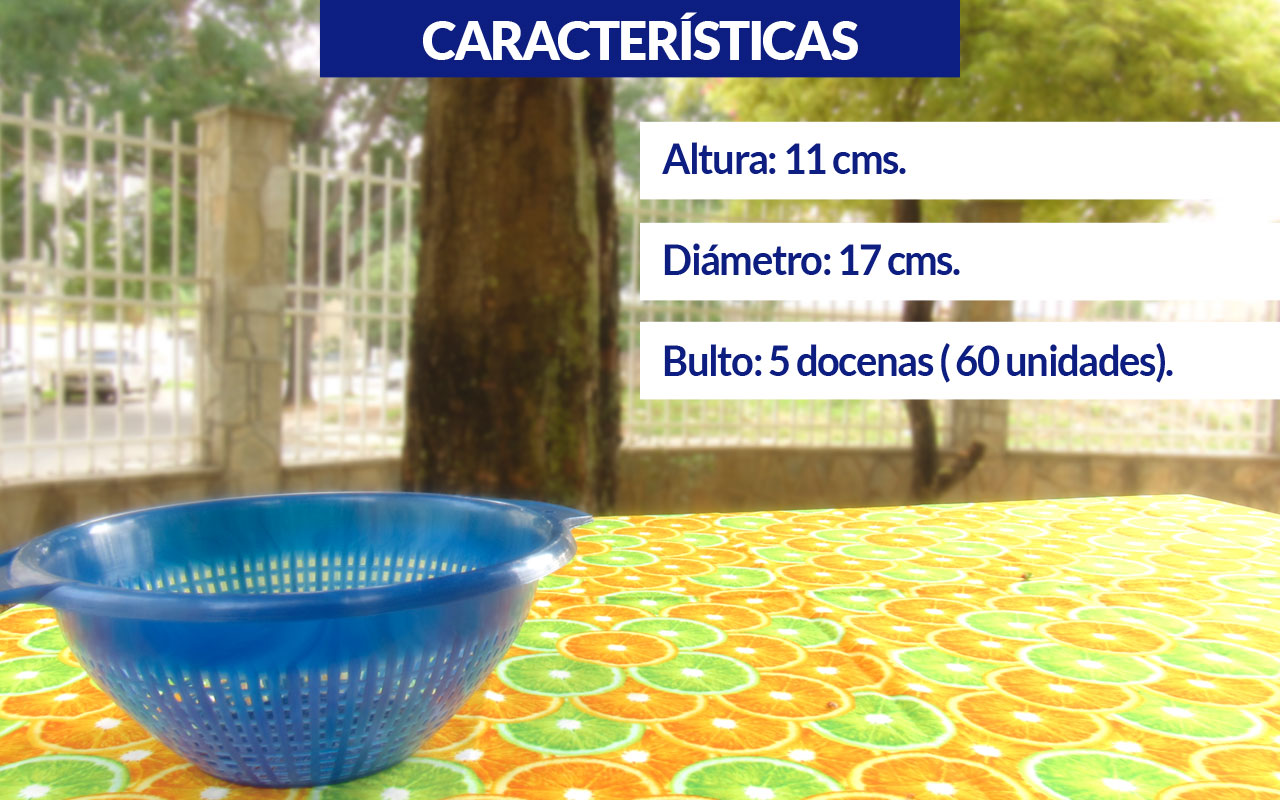 CARACTERÍSTICAS
Altura: 11 cms.
Diámetro: 17 cms.
Bulto: 5 docenas ( 60 unidades).